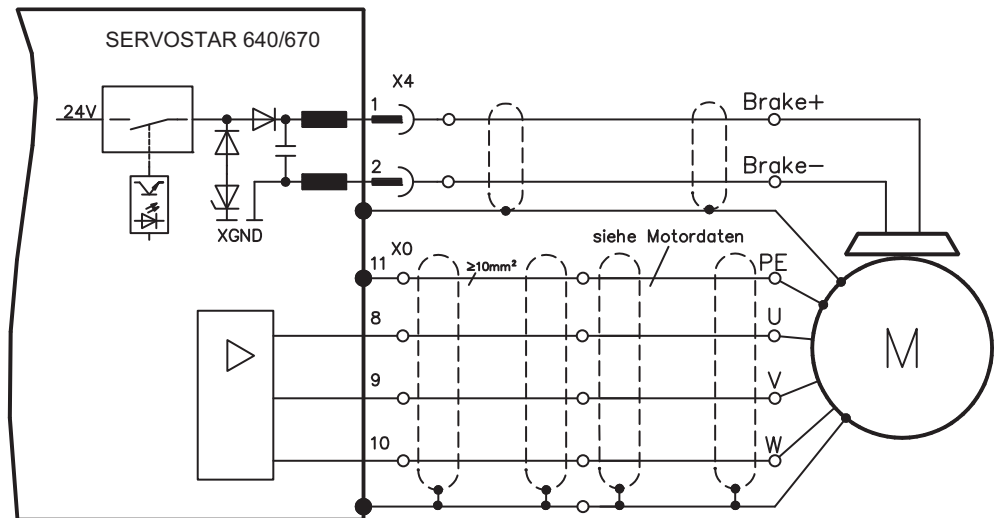 SERVOSTAR 640/670
X4
24V
1
Brake+
2
Brake−
XGND
siehe Motordaten
11
X0
≥10mm²
PE
8
U
M
9
V
10
W